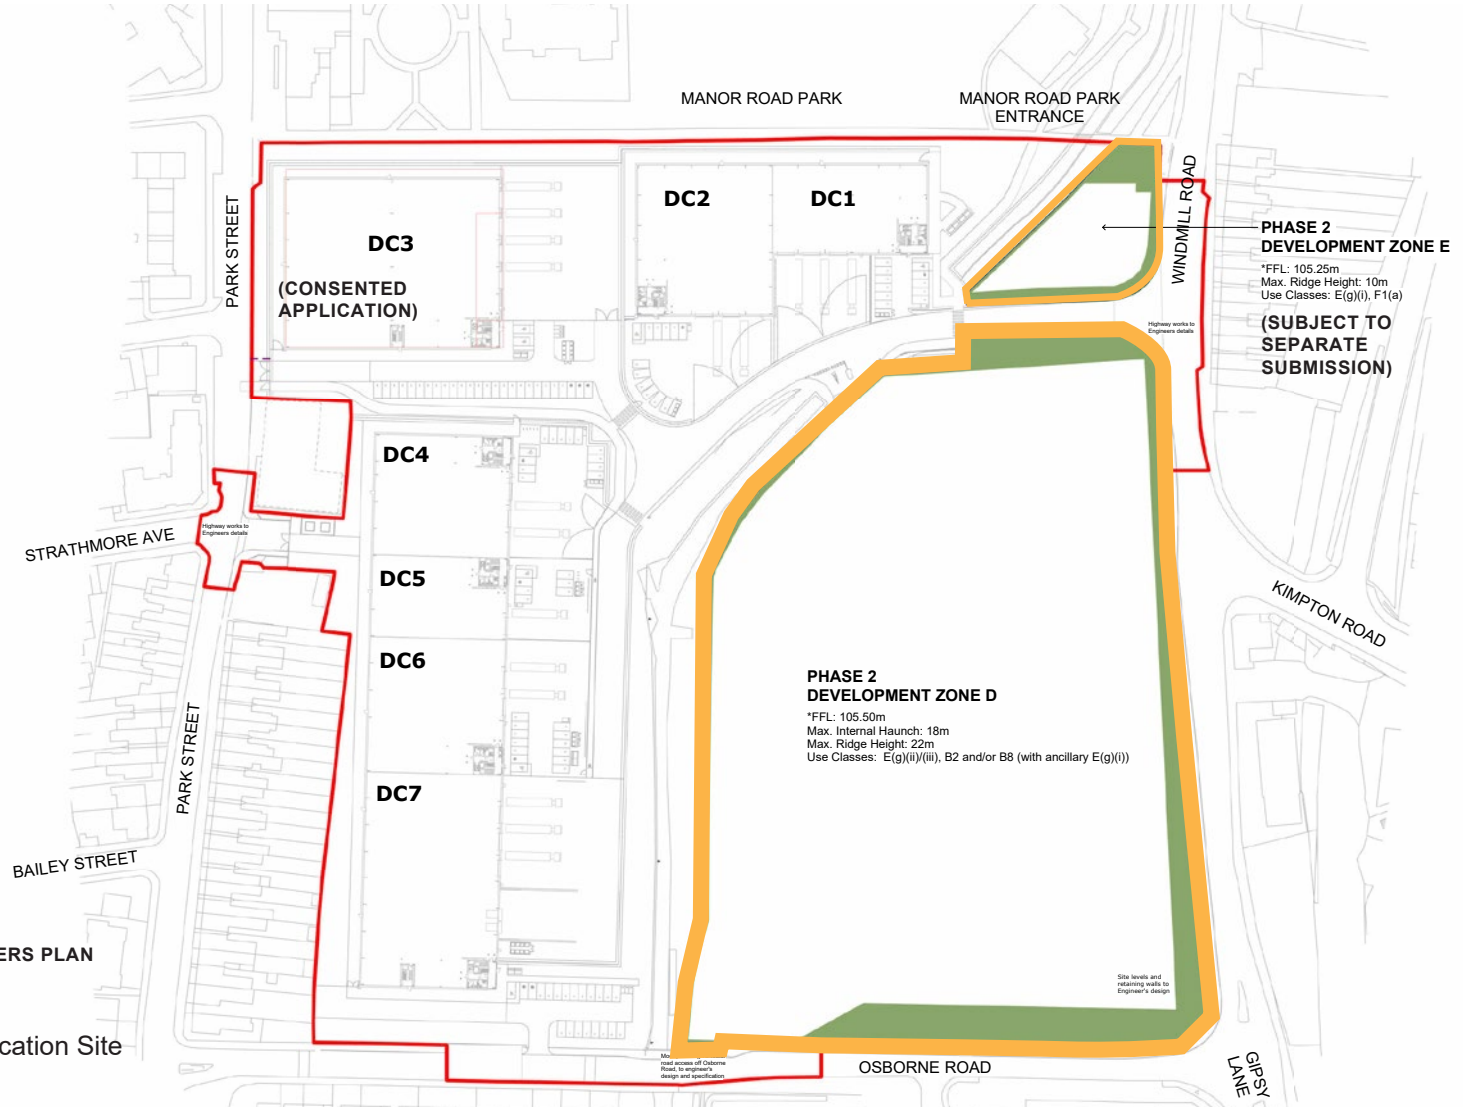 MANOR ROAD PARK
MANOR ROAD PARK
ENTRANCE
WINDMILL ROAD
PARK STREET
DC3
(CONSENTED
APPLICATION)
DC2
DC1
PHASE 2
DEVELOPMENT ZONE E
*FFL: 105.25m
Max. Ridge Height: 10m
Use Classes: E(g)(i), F1(a)
(SUBJECT TO
SEPARATE
SUBMISSION)
Highway works to
Engineers details
DC4
Highway works to
Engineers details
STRATHMORE AVE
DC5
KIMPTON ROAD
DC6
PHASE 2
DEVELOPMENT ZONE D
*FFL: 105.50m
Max. Internal Haunch: 18m
Max. Ridge Height: 22m
Use Classes: E(g)(ii)/(iii), B2 and/or B8 (with ancillary E(g)(i))
PARK STREET
DC7
BAILEY STREET
ERS PLAN
Site levels and
retaining walls to
Engineer's design
cation Site
road access off Osborne
Road, to engineer's
design and specification
OSBORNE ROAD
GIPSY
LANE